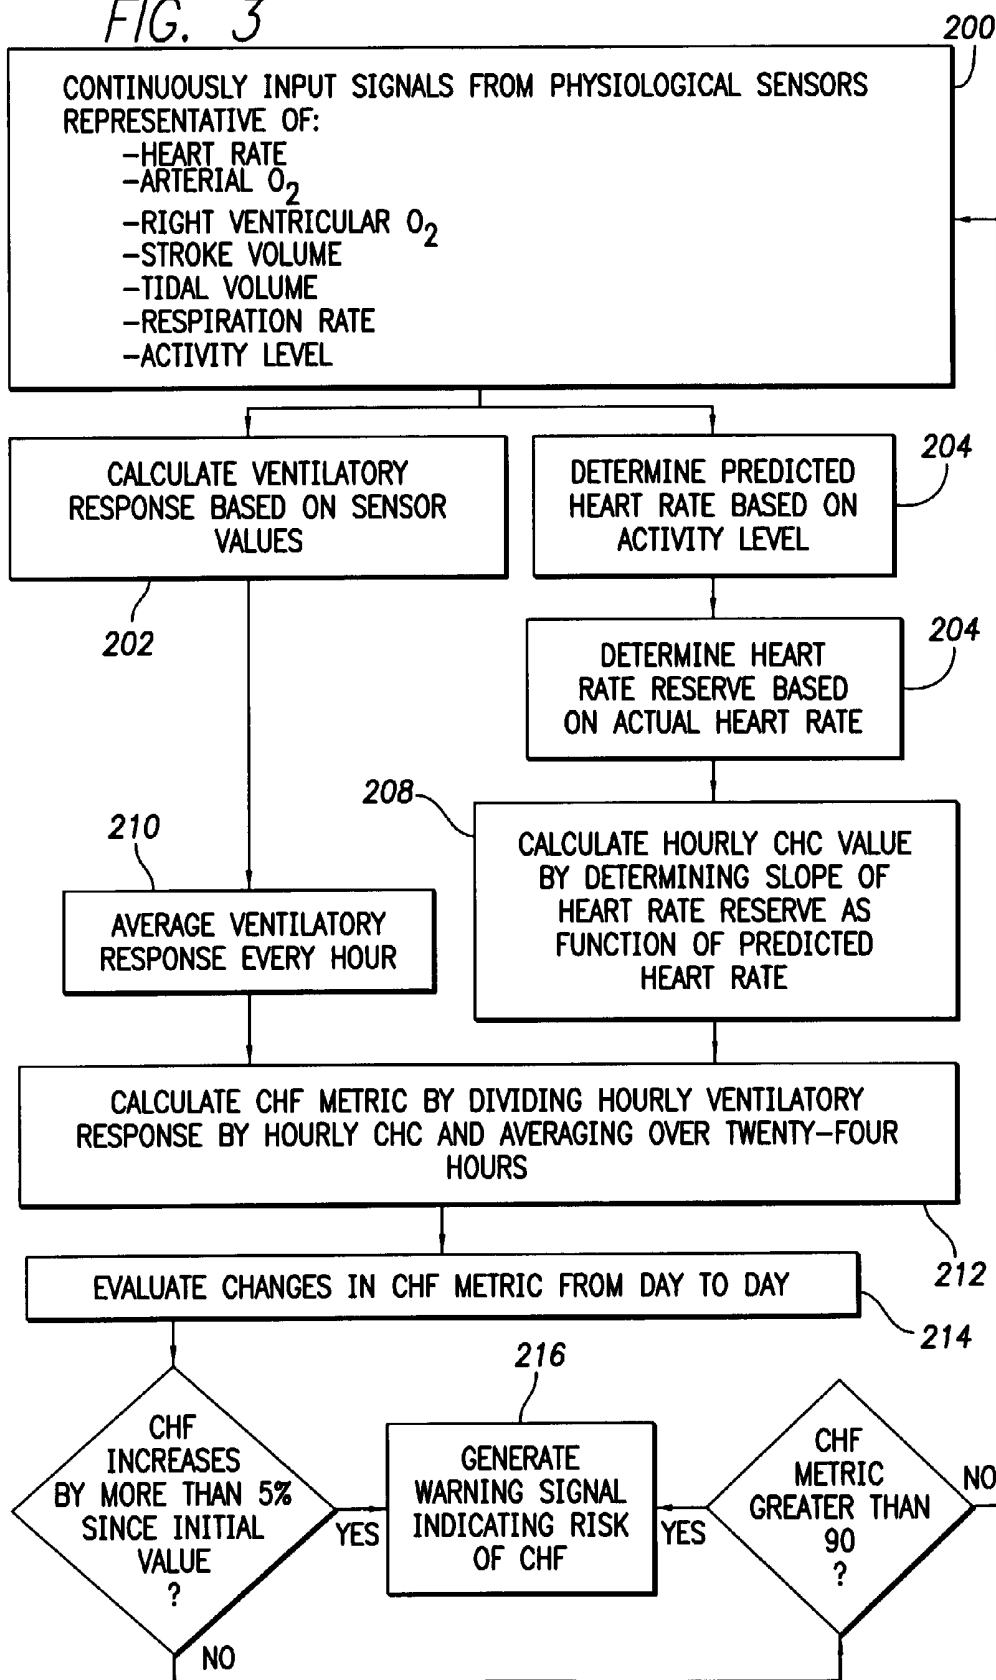 FIG. 3
200
CONTINUOUSLY INPUT SIGNALS FROM PHYSIOLOGICAL SENSORS
REPRESENTATIVE OF:
-HEART RATE
-ARTERIAL O2
-RIGHT VENTRICULAR O2
-STROKE VOLUME
-TIDAL VOLUME
-RESPIRATION RATE
-ACTIVITY LEVEL
CALCULATE VENTILATORY
RESPONSE BASED ON SENSOR
VALUES
202
DETERMINE PREDICTED
HEART RATE BASED ON
ACTIVITY LEVEL
204
DETERMINE HEART
RATE RESERVE BASED
ON ACTUAL HEART RATE
204
208
CALCULATE HOURLY CHC VALUE
BY DETERMINING SLOPE OF
HEART RATE RESERVE AS
FUNCTION OF PREDICTED
HEART RATE
210
AVERAGE VENTILATORY
RESPONSE EVERY HOUR
CALCULATE CHF METRIC BY DIVIDING HOURLY VENTILATORY
RESPONSE BY HOURLY CHC AND AVERAGING OVER TWENTY-FOUR
HOURS
212
EVALUATE CHANGES IN CHF METRIC FROM DAY TO DAY
214
CHF
INCREASES
BY MORE THAN 5%
SINCE INITIAL
VALUE
?
YES
NO
216
GENERATE
WARNING SIGNAL
INDICATING RISK
OF CHF
YES
CHF
METRIC
GREATER THAN
90
?
NO